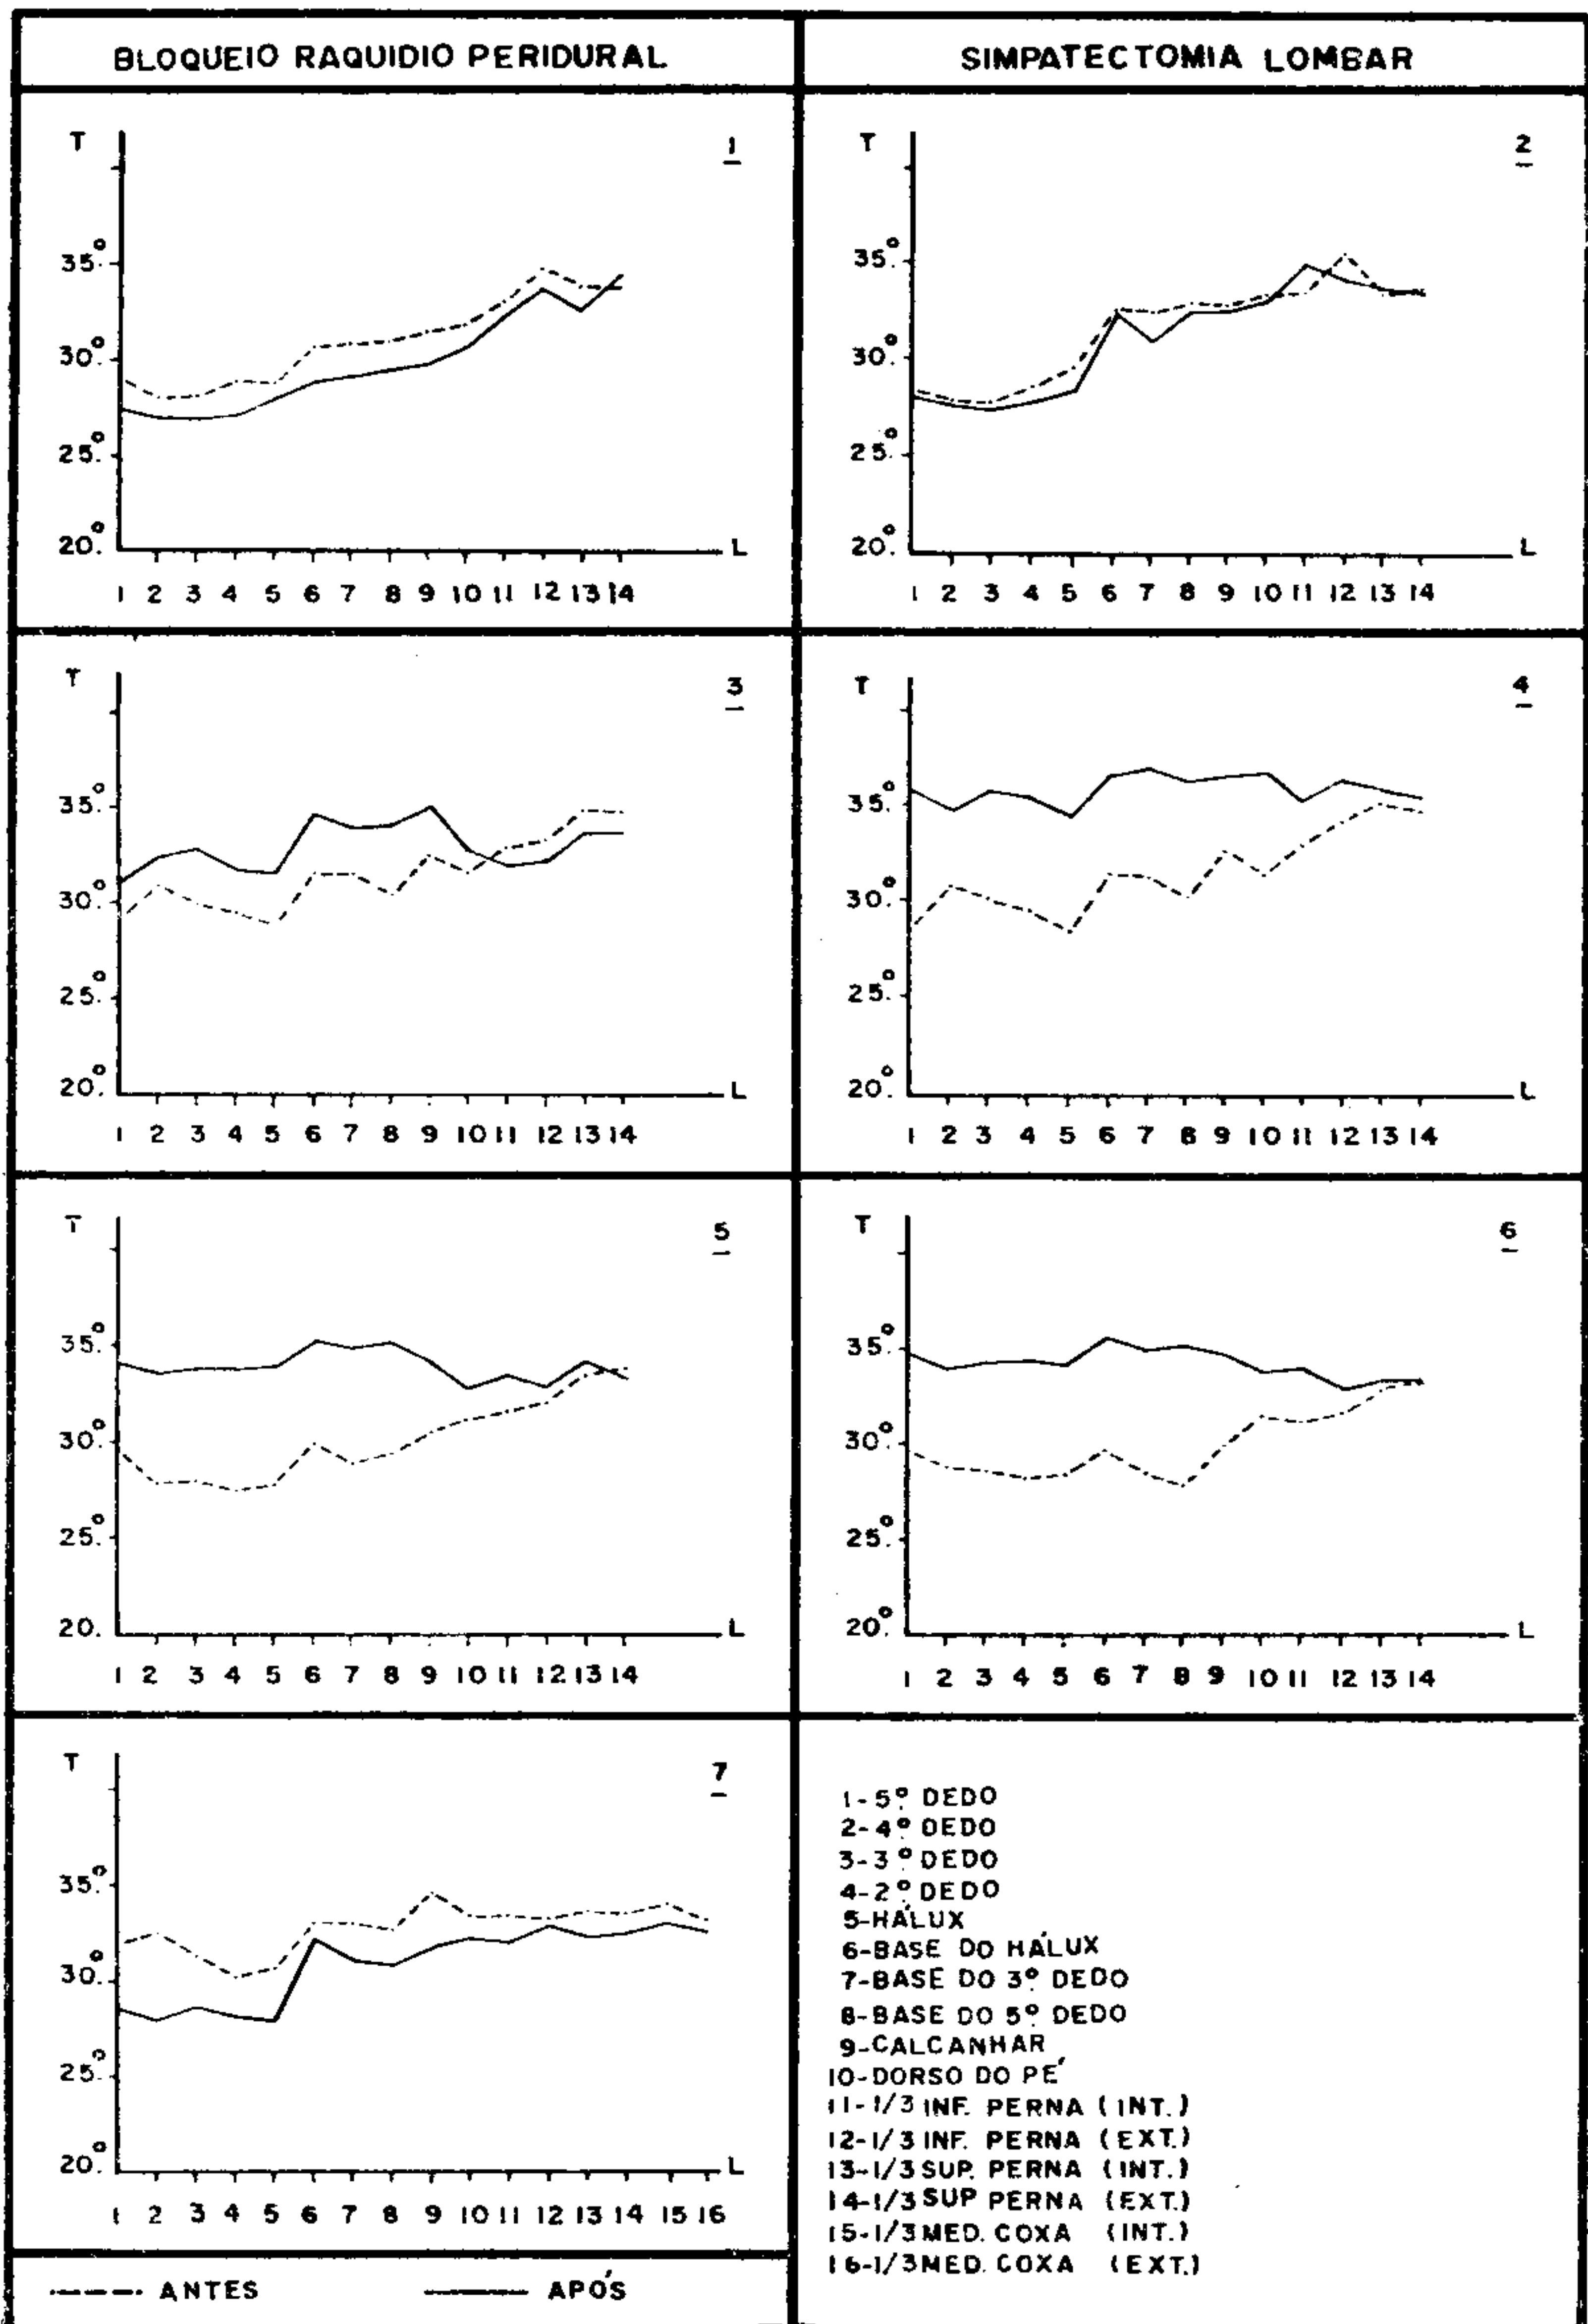 BLOQUEIO RAQUIDIO PERIDURAL
SIMPATECTOMIA LOMBAR
T
1
35°
30°
25°
20°
L
1 2 3 4 5 6 7 8 9 10 11 12 13 14
T
2
35°
30°
25°
20°
L
1 2 3 4 5 6 7 8 9 10 11 12 13 14
T
3
35°
30°
25°
20°
L
1 2 3 4 5 6 7 8 9 10 11 12 13 14
T
4
35°
30°
25°
20°
L
1 2 3 4 5 6 7 8 9 10 11 12 13 14
T
5
35°
30°
25°
20.
L
1 2 3 4 5 6 7 8 9 10 11 12 13 14
T
6
35°
30°
25°
20°
L
1 2 3 4 5 6 7 8 9 10 11 12 13 14
T
7
35°
30°
25°
20°
L
1 2 3 4 5 6 7 8 9 10 11 12 13 14 15 16
1-5º DEDO
2-4º DEDO
3-3º DEDO
4-2º DEDO
5-HÁLUX
6-BASE DO HÁLUX
7-BASE DO 3º DEDO
8-BASE DO 5º DEDO
9-CALCANHAR
10-DORSO DO PÉ
11-1/3 INF. PERNA (INT.)
12-1/3 INF. PERNA (EXT.)
13-1/3 SUP. PERNA (INT.)
14-1/3 SUP PERNA (EXT.)
15-1/3 MED. COXA (INT.)
16-1/3 MED. COXA (EXT.)
ANTES
APÓS